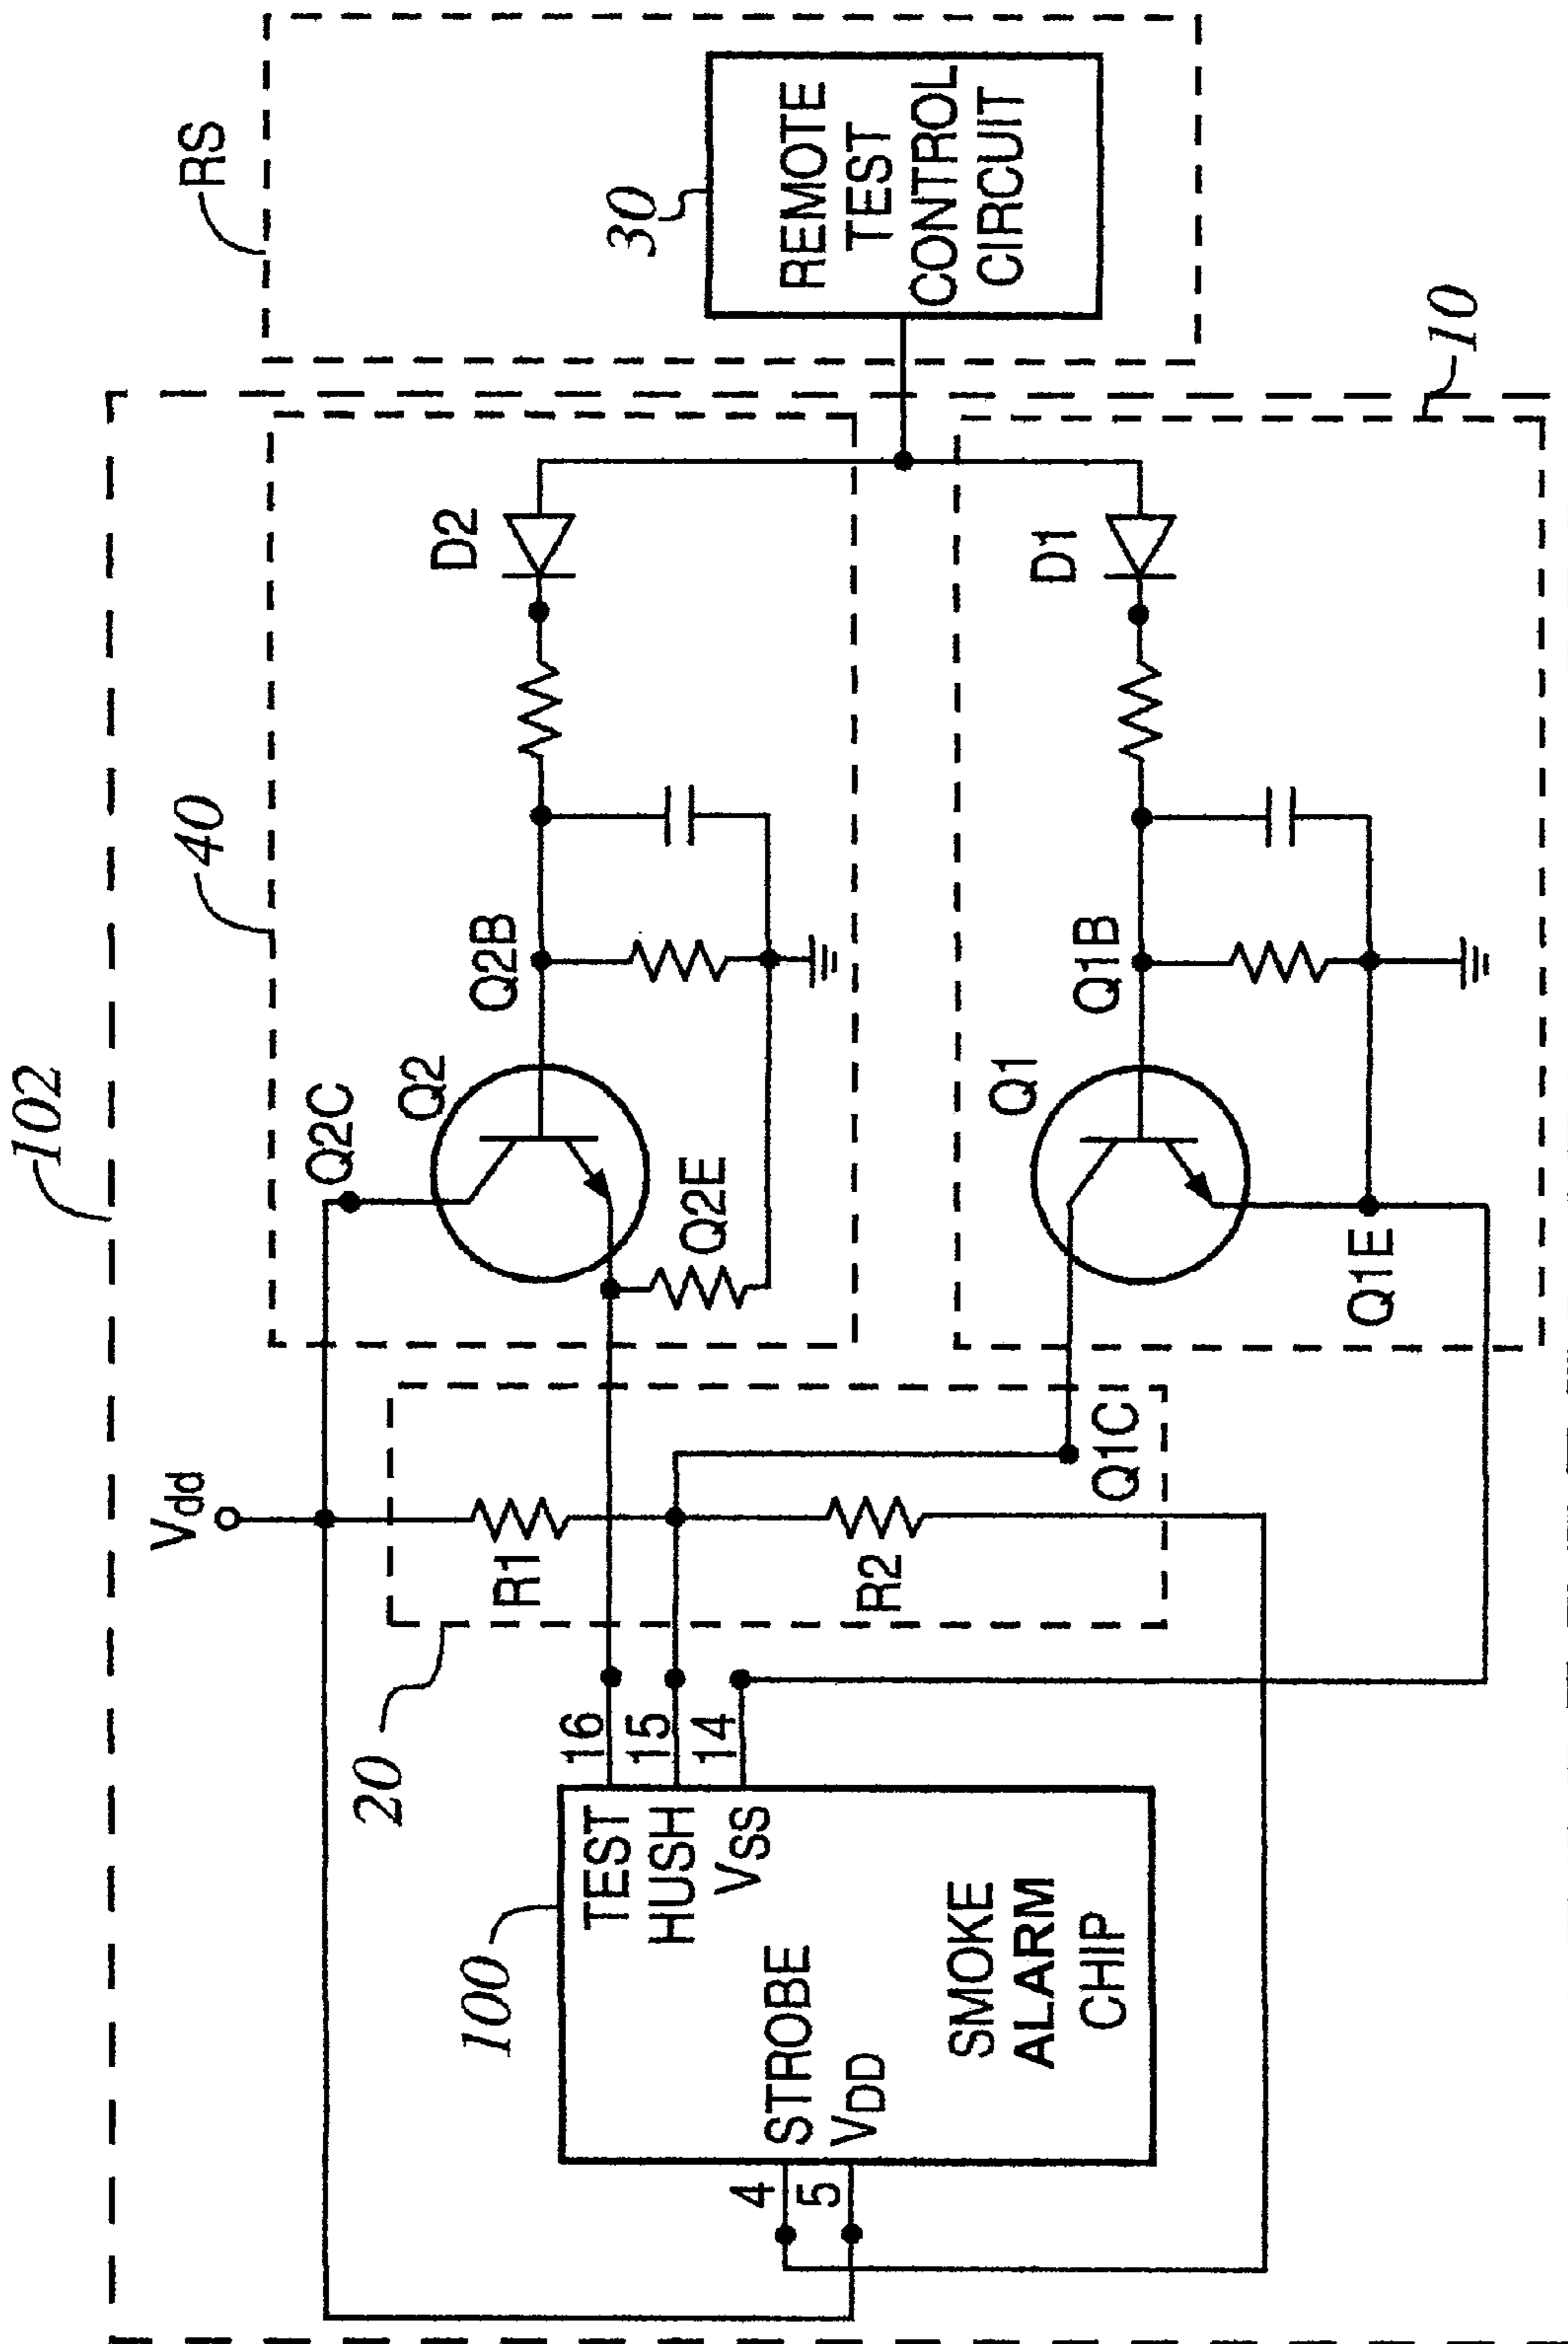 102
Vdd
Q2C
40
RS
Q2
Q2B
D2
Q2E
20
R1
R2
Q1C
100
TEST
HUSH
VSS
16
15
14
STROBE
VDD
4
5
SMOKE
ALARM
CHIP
Q1
Q1B
D1
Q1E
30
REMOTE
TEST
CONTROL
CIRCUIT
10